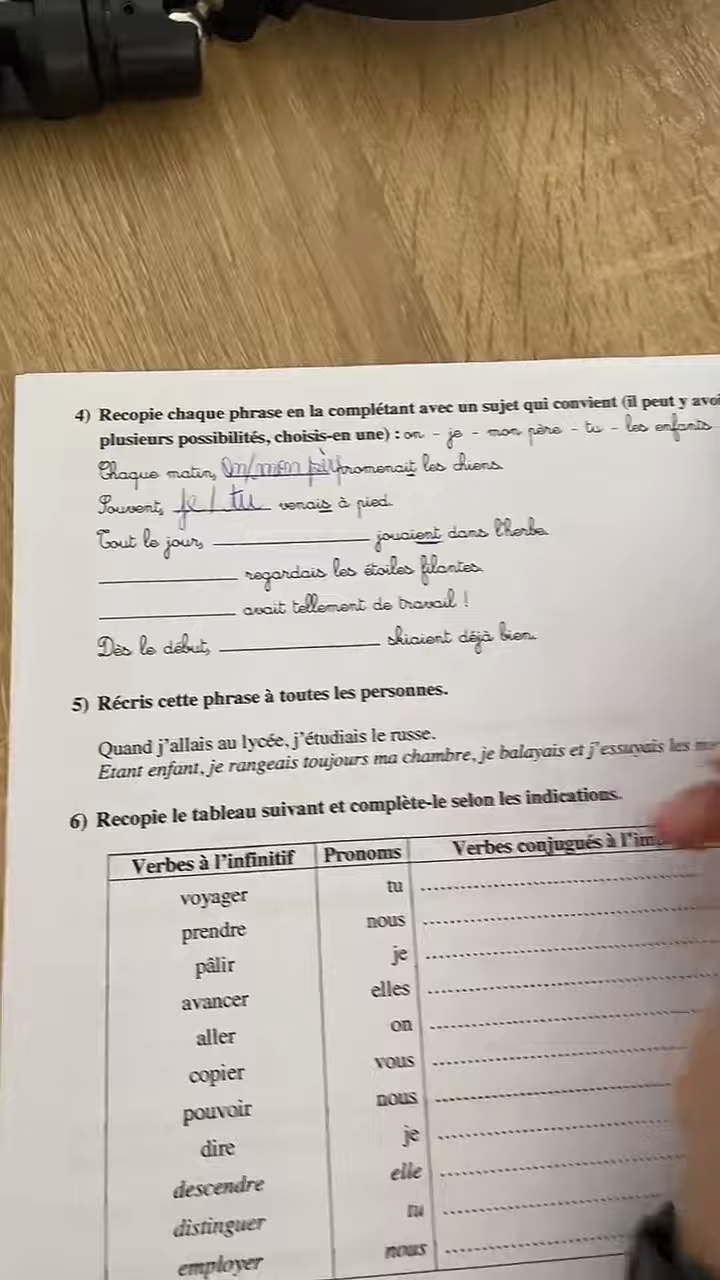 4) Recopie chaque phrase en la complétant avec un sujet qui convient (il peut y
plusieurs possibilités, choisis-en une) : on - je - mon père - tu - les enfants
Chaque matin, On/mon père promenait les chiens.
Souvent, je/tu venais à pied.
Tout le jour, ____________ jouaient dans l'herbe.
____________ regardais les étoiles filantes.
____________ avait tellement de travail !
Dès le début, ____________ skiaient déjà bien.
5) Récris cette phrase à toutes les personnes.
Quand j'allais au lycée, j'étudiais le russe.
Etant enfant, je rangeais toujours ma chambre, je balayais et j'essuyais les
6) Recopie le tableau suivant et complète-le selon les indications.
Verbes à l'infinitif Pronoms Verbes conjugués à
voyager tu
prendre nous
pâlir je
avancer elles
aller on
copier vous
pouvoir nous
dire je
descendre elle
distinguer tu
employer nous